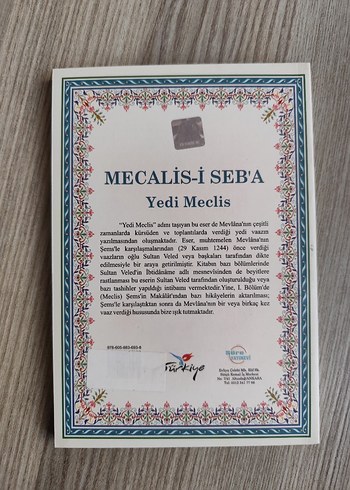 MECALİS-İ SEB'A
Yedi Meclis
"Yedi Meclis" adını taşıyan bu eser de Mevlâna'nın çeşitli
zamanlarda kürsüden ve toplantılarda verdiği yedi vaazın
yazılmasından oluşmaktadır. Eser, muhtemelen Mevlâna'nın
Şems'le karşılaşmalarından (29 Kasım 1244) önce verdiği
vaazların oğlu Sultan Veled veya başkaları tarafından dikte
edilmesiyle bir araya getirilmiştir. Kitabın bazı bölümlerinde
Sultan Veled'in İbtidânâme adlı mesnevisinden de beyitlere
rastlanması bu eserin Sultan Veled tarafından oluşturulduğu veya
bazı tashihler yapıldığı intibaını vermektedir.Yine, I. Bölüm'de
(Meclis) Şems'in Makâlât'ından bazı hikâyelerin aktarılması;
Şems'le karşılaştıktan sonra da Mevlâna'nın bir veya birkaç kez
vaaz verdiği hususunda bize ışık tutmaktadır.
Türkiye